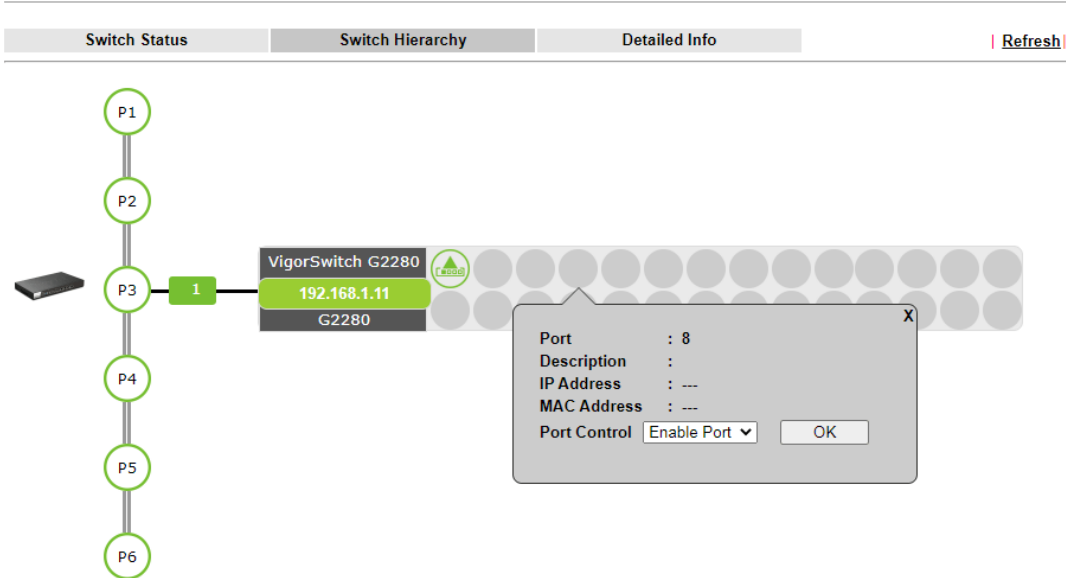 Switch Status Switch Hierarchy Detailed Info | Refresh |
P1
P2
VigorSwitch G2280
P3 1 192.168.1.11
G2280
X
Port : 8
Description :
IP Address : ---
MAC Address : ---
Port Control Enable Port OK
P4
P5
P6